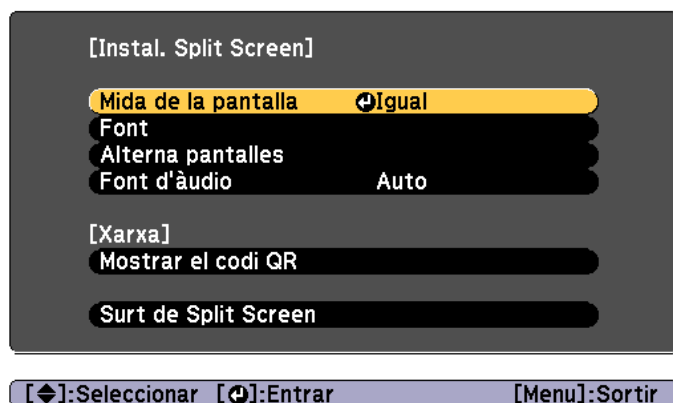 [Instal. Split Screen]
Mida de la pantalla Igual
Font
Alterna pantalles
Font d'àudio Auto
[Xarxa]
Mostrar el codi QR
Surt de Split Screen
[◆]:Seleccionar [⏎]:Entrar [Menu]:Sortir